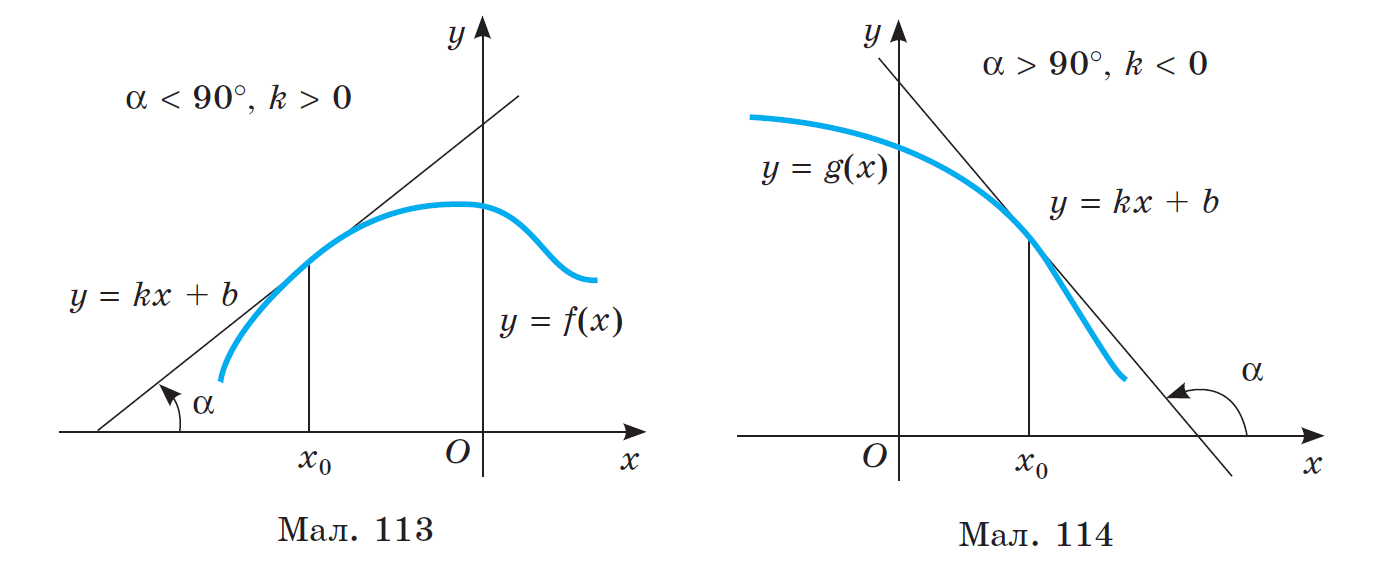 y
α < 90°, k > 0
y = kx + b
y = f(x)
α
x₀
O
x
Мал. 113
y
α > 90°, k < 0
y = g(x)
y = kx + b
α
O
x₀
x
Мал. 114